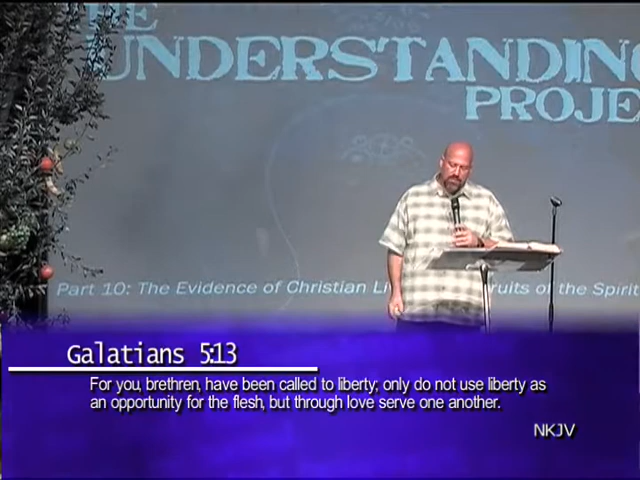 THE
UNDERSTANDING
PROJE
Part 10: The Evidence of Christian Li ruits of the Spirit
Galatians 5:13
For you, brethren, have been called to liberty; only do not use liberty as
an opportunity for the flesh, but through love serve one another.
NKJV